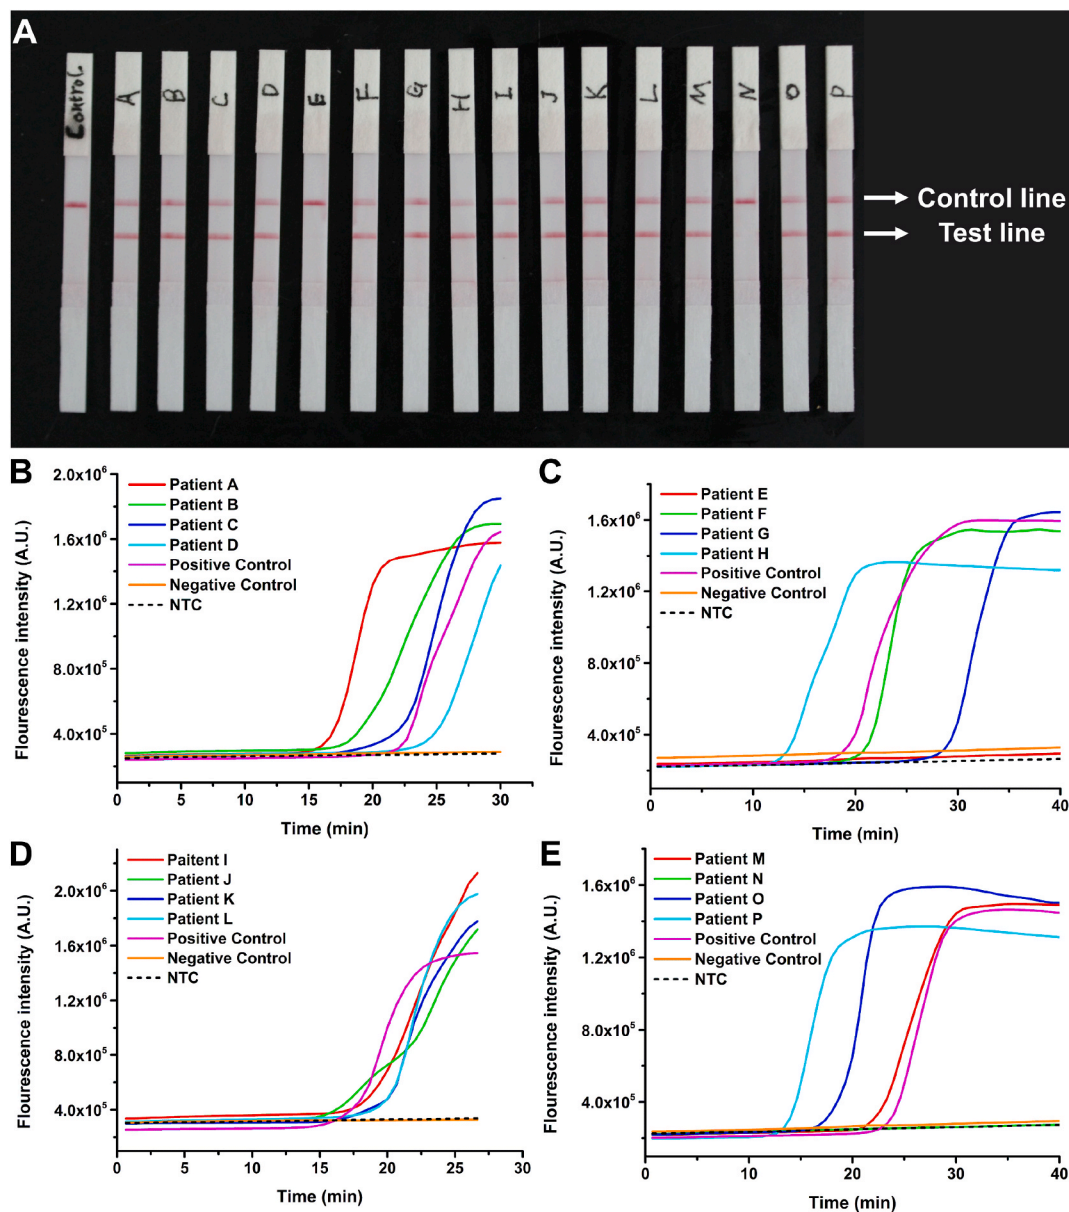 A
Control
A
B
C
D
E
F
G
H
I
J
K
L
M
N
O
P
Control line
Test line
B
2.0x10⁶
1.6x10⁶
1.2x10⁶
8.0x10⁵
4.0x10⁵
Flourescence intensity (A.U.)
Patient A
Patient B
Patient C
Patient D
Positive Control
Negative Control
NTC
0 5 10 15 20 25 30
Time (min)
C
1.6x10⁶
1.2x10⁶
8.0x10⁵
4.0x10⁵
Flourescence intensity (A.U.)
Patient E
Patient F
Patient G
Patient H
Positive Control
Negative Control
NTC
0 10 20 30 40
Time (min)
D
2.0x10⁶
1.6x10⁶
1.2x10⁶
8.0x10⁵
4.0x10⁵
Flourescence intensity (A.U.)
Paitent I
Patient J
Patient K
Patient L
Positive Control
Negative Control
NTC
0 5 10 15 20 25 30
Time (min)
E
1.6x10⁶
1.2x10⁶
8.0x10⁵
4.0x10⁵
Flourescence intensity (A.U.)
Patient M
Patient N
Patient O
Patient P
Positive Control
Negative Control
NTC
0 10 20 30 40
Time (min)